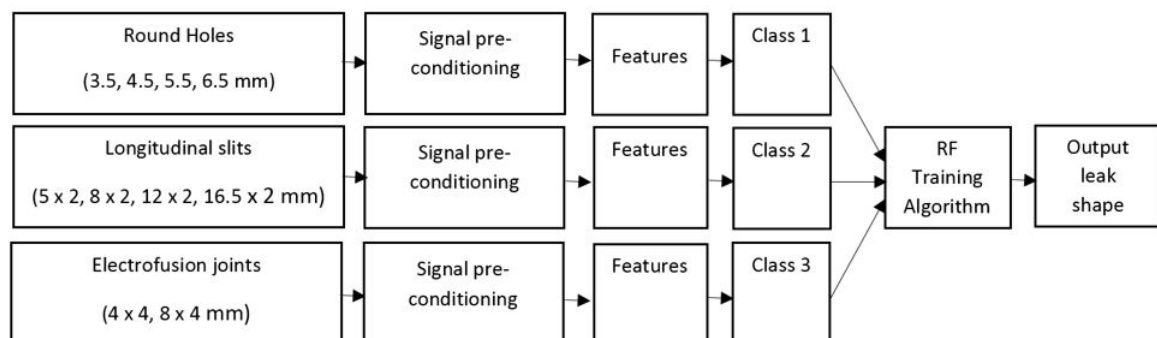 Round Holes
(3.5, 4.5, 5.5, 6.5 mm)
Signal pre-
conditioning
Features
Class 1
Longitudinal slits
(5 x 2, 8 x 2, 12 x 2, 16.5 x 2 mm)
Signal pre-
conditioning
Features
Class 2
RF
Training
Algorithm
Output
leak
shape
Electrofusion joints
(4 x 4, 8 x 4 mm)
Signal pre-
conditioning
Features
Class 3